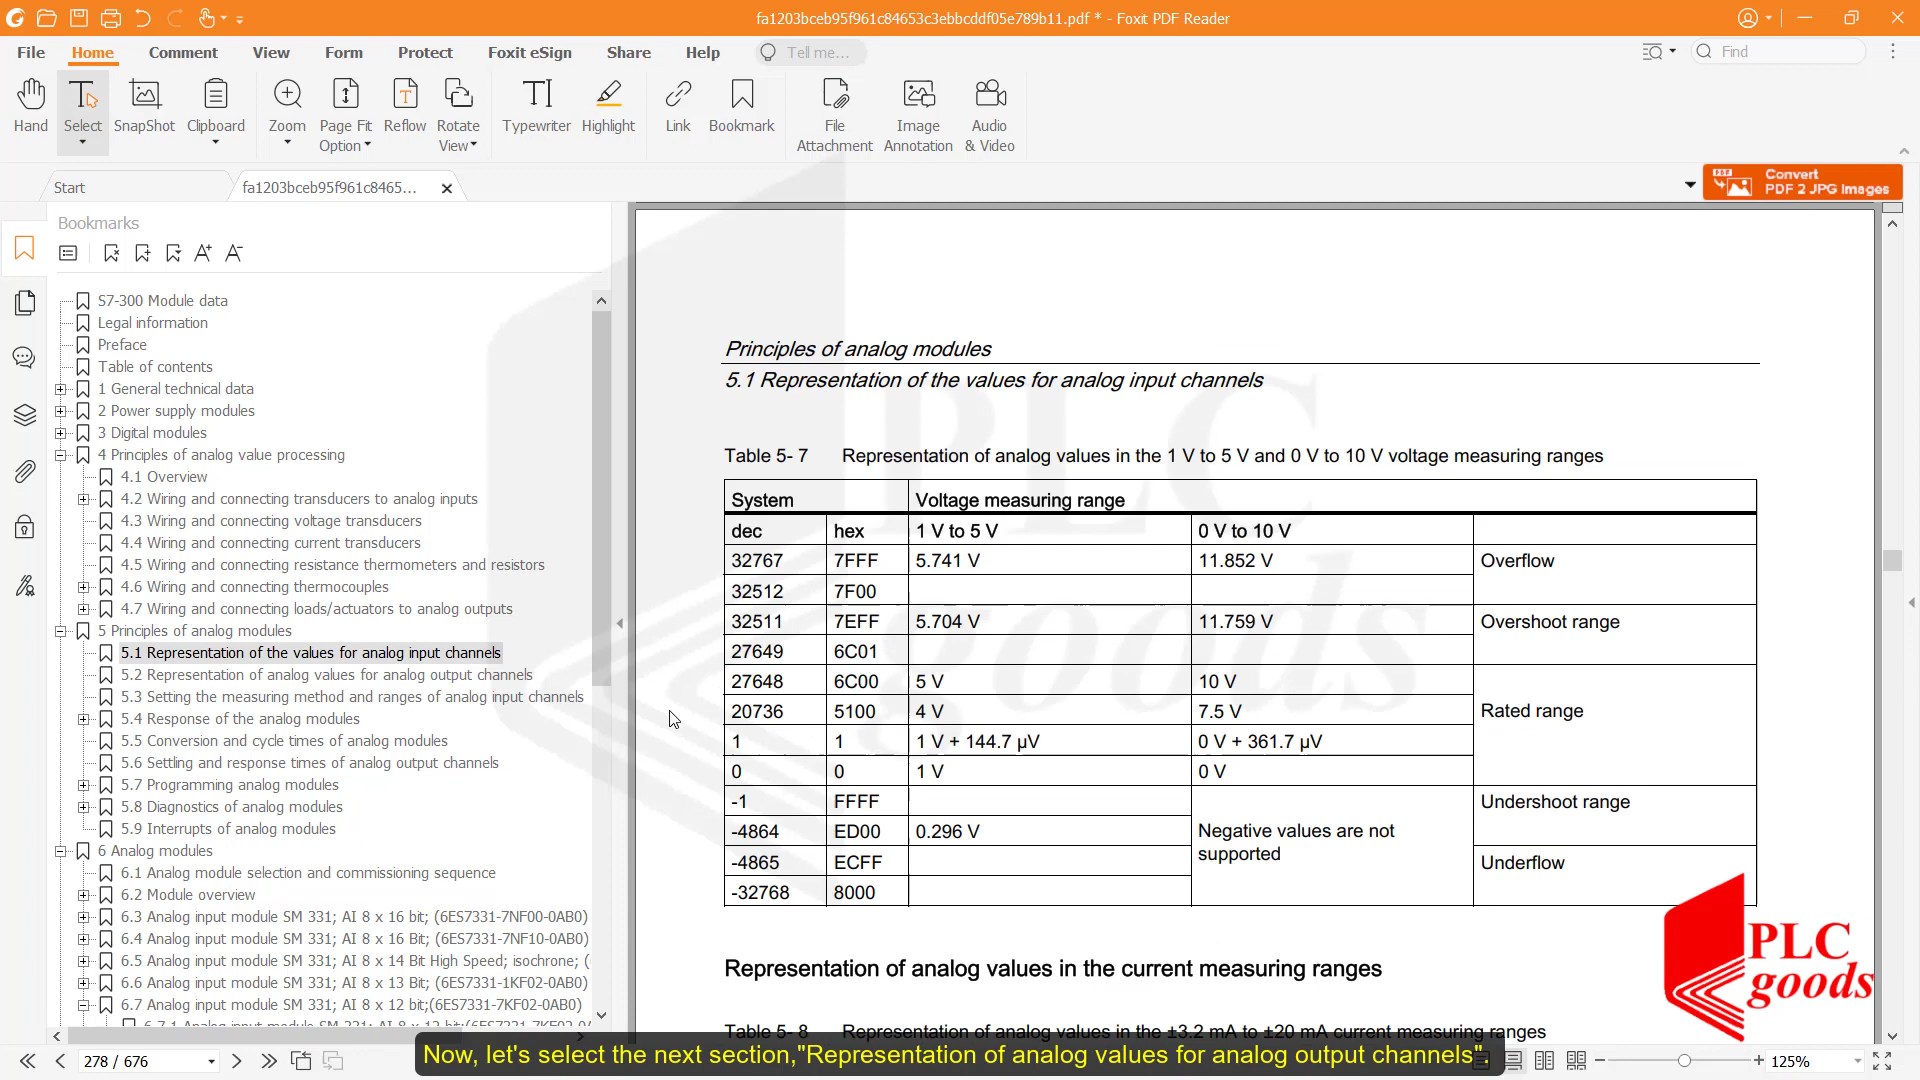 fa1203bceb95f961c84653c3ebbcddf05e789b11.pdf * - Foxit PDF Reader
File Home Comment View Form Protect Foxit eSign Share Help Tell me... Find
Hand Select SnapShot Clipboard Zoom Page Fit Option Reflow Rotate View Typewriter Highlight Link Bookmark File Attachment Image Annotation Audio & Video
Start fa1203bceb95f961c8465...
Convert
PDF 2 JPG Images
Bookmarks
S7-300 Module data
Legal information
Preface
Table of contents
1 General technical data
2 Power supply modules
3 Digital modules
4 Principles of analog value processing
4.1 Overview
4.2 Wiring and connecting transducers to analog inputs
4.3 Wiring and connecting voltage transducers
4.4 Wiring and connecting current transducers
4.5 Wiring and connecting resistance thermometers and resistors
4.6 Wiring and connecting thermocouples
4.7 Wiring and connecting loads/actuators to analog outputs
5 Principles of analog modules
5.1 Representation of the values for analog input channels
5.2 Representation of analog values for analog output channels
5.3 Setting the measuring method and ranges of analog input channels
5.4 Response of the analog modules
5.5 Conversion and cycle times of analog modules
5.6 Settling and response times of analog output channels
5.7 Programming analog modules
5.8 Diagnostics of analog modules
5.9 Interrupts of analog modules
6 Analog modules
6.1 Analog module selection and commissioning sequence
6.2 Module overview
6.3 Analog input module SM 331; AI 8 x 16 bit; (6ES7331-7NF00-0AB0)
6.4 Analog input module SM 331; AI 8 x 16 Bit; (6ES7331-7NF10-0AB0)
6.5 Analog input module SM 331; AI 8 x 14 Bit High Speed; isochrone; (
6.6 Analog input module SM 331; AI 8 x 13 Bit; (6ES7331-1KF02-0AB0)
6.7 Analog input module SM 331; AI 8 x 12 bit;(6ES7331-7KF02-0AB0)
Principles of analog modules
5.1 Representation of the values for analog input channels
Table 5- 7 Representation of analog values in the 1 V to 5 V and 0 V to 10 V voltage measuring ranges
System Voltage measuring range
dec hex 1 V to 5 V 0 V to 10 V
32767 7FFF 5.741 V 11.852 V Overflow
32512 7F00
32511 7EFF 5.704 V 11.759 V Overshoot range
27649 6C01
27648 6C00 5 V 10 V
20736 5100 4 V 7.5 V Rated range
1 1 1 V + 144.7 µV 0 V + 361.7 µV
0 0 1 V 0 V
-1 FFFF Undershoot range
-4864 ED00 0.296 V Negative values are not
supported
-4865 ECFF Underflow
-32768 8000
Representation of analog values in the current measuring ranges
Table 5- 8 Representation of analog values in the ±3.2 mA to ±20 mA current measuring ranges
PLC
goods
PLC
goods
278 / 676
Now, let's select the next section,"Representation of analog values for analog output channels".
125%